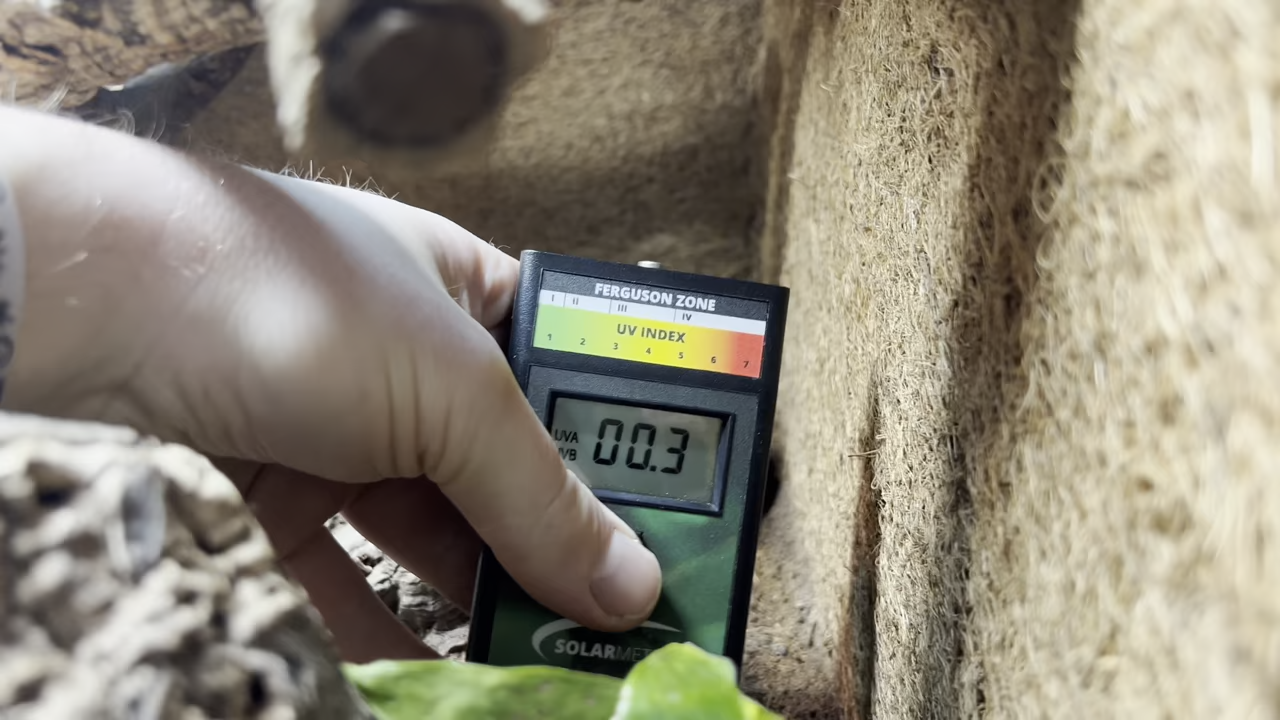 FERGUSON ZONE
I II III IV
UV INDEX
1 2 3 4 5 6 7
UVA
00.3